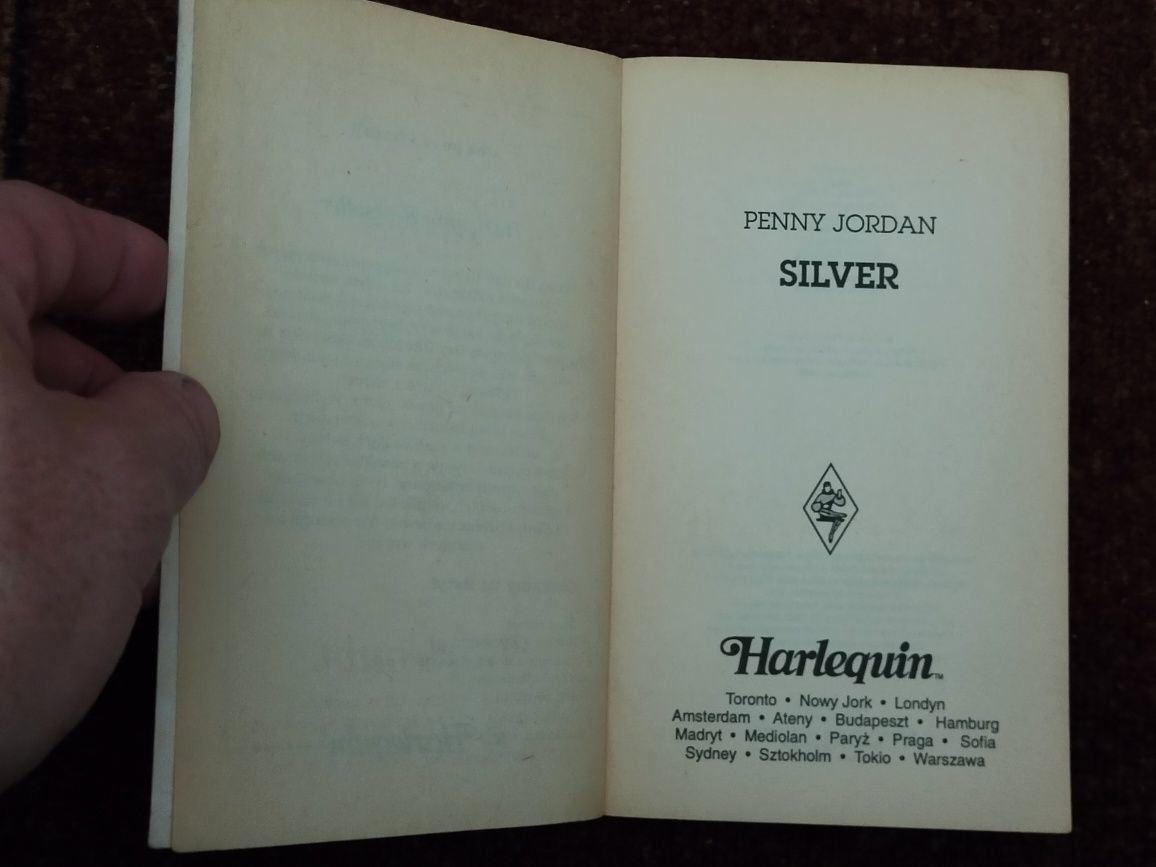 PENNY JORDAN
SILVER
Harlequin™
Toronto • Nowy Jork • Londyn
Amsterdam • Ateny • Budapeszt • Hamburg
Madryt • Mediolan • Paryż • Praga • Sofia
Sydney • Sztokholm • Tokio • Warszawa